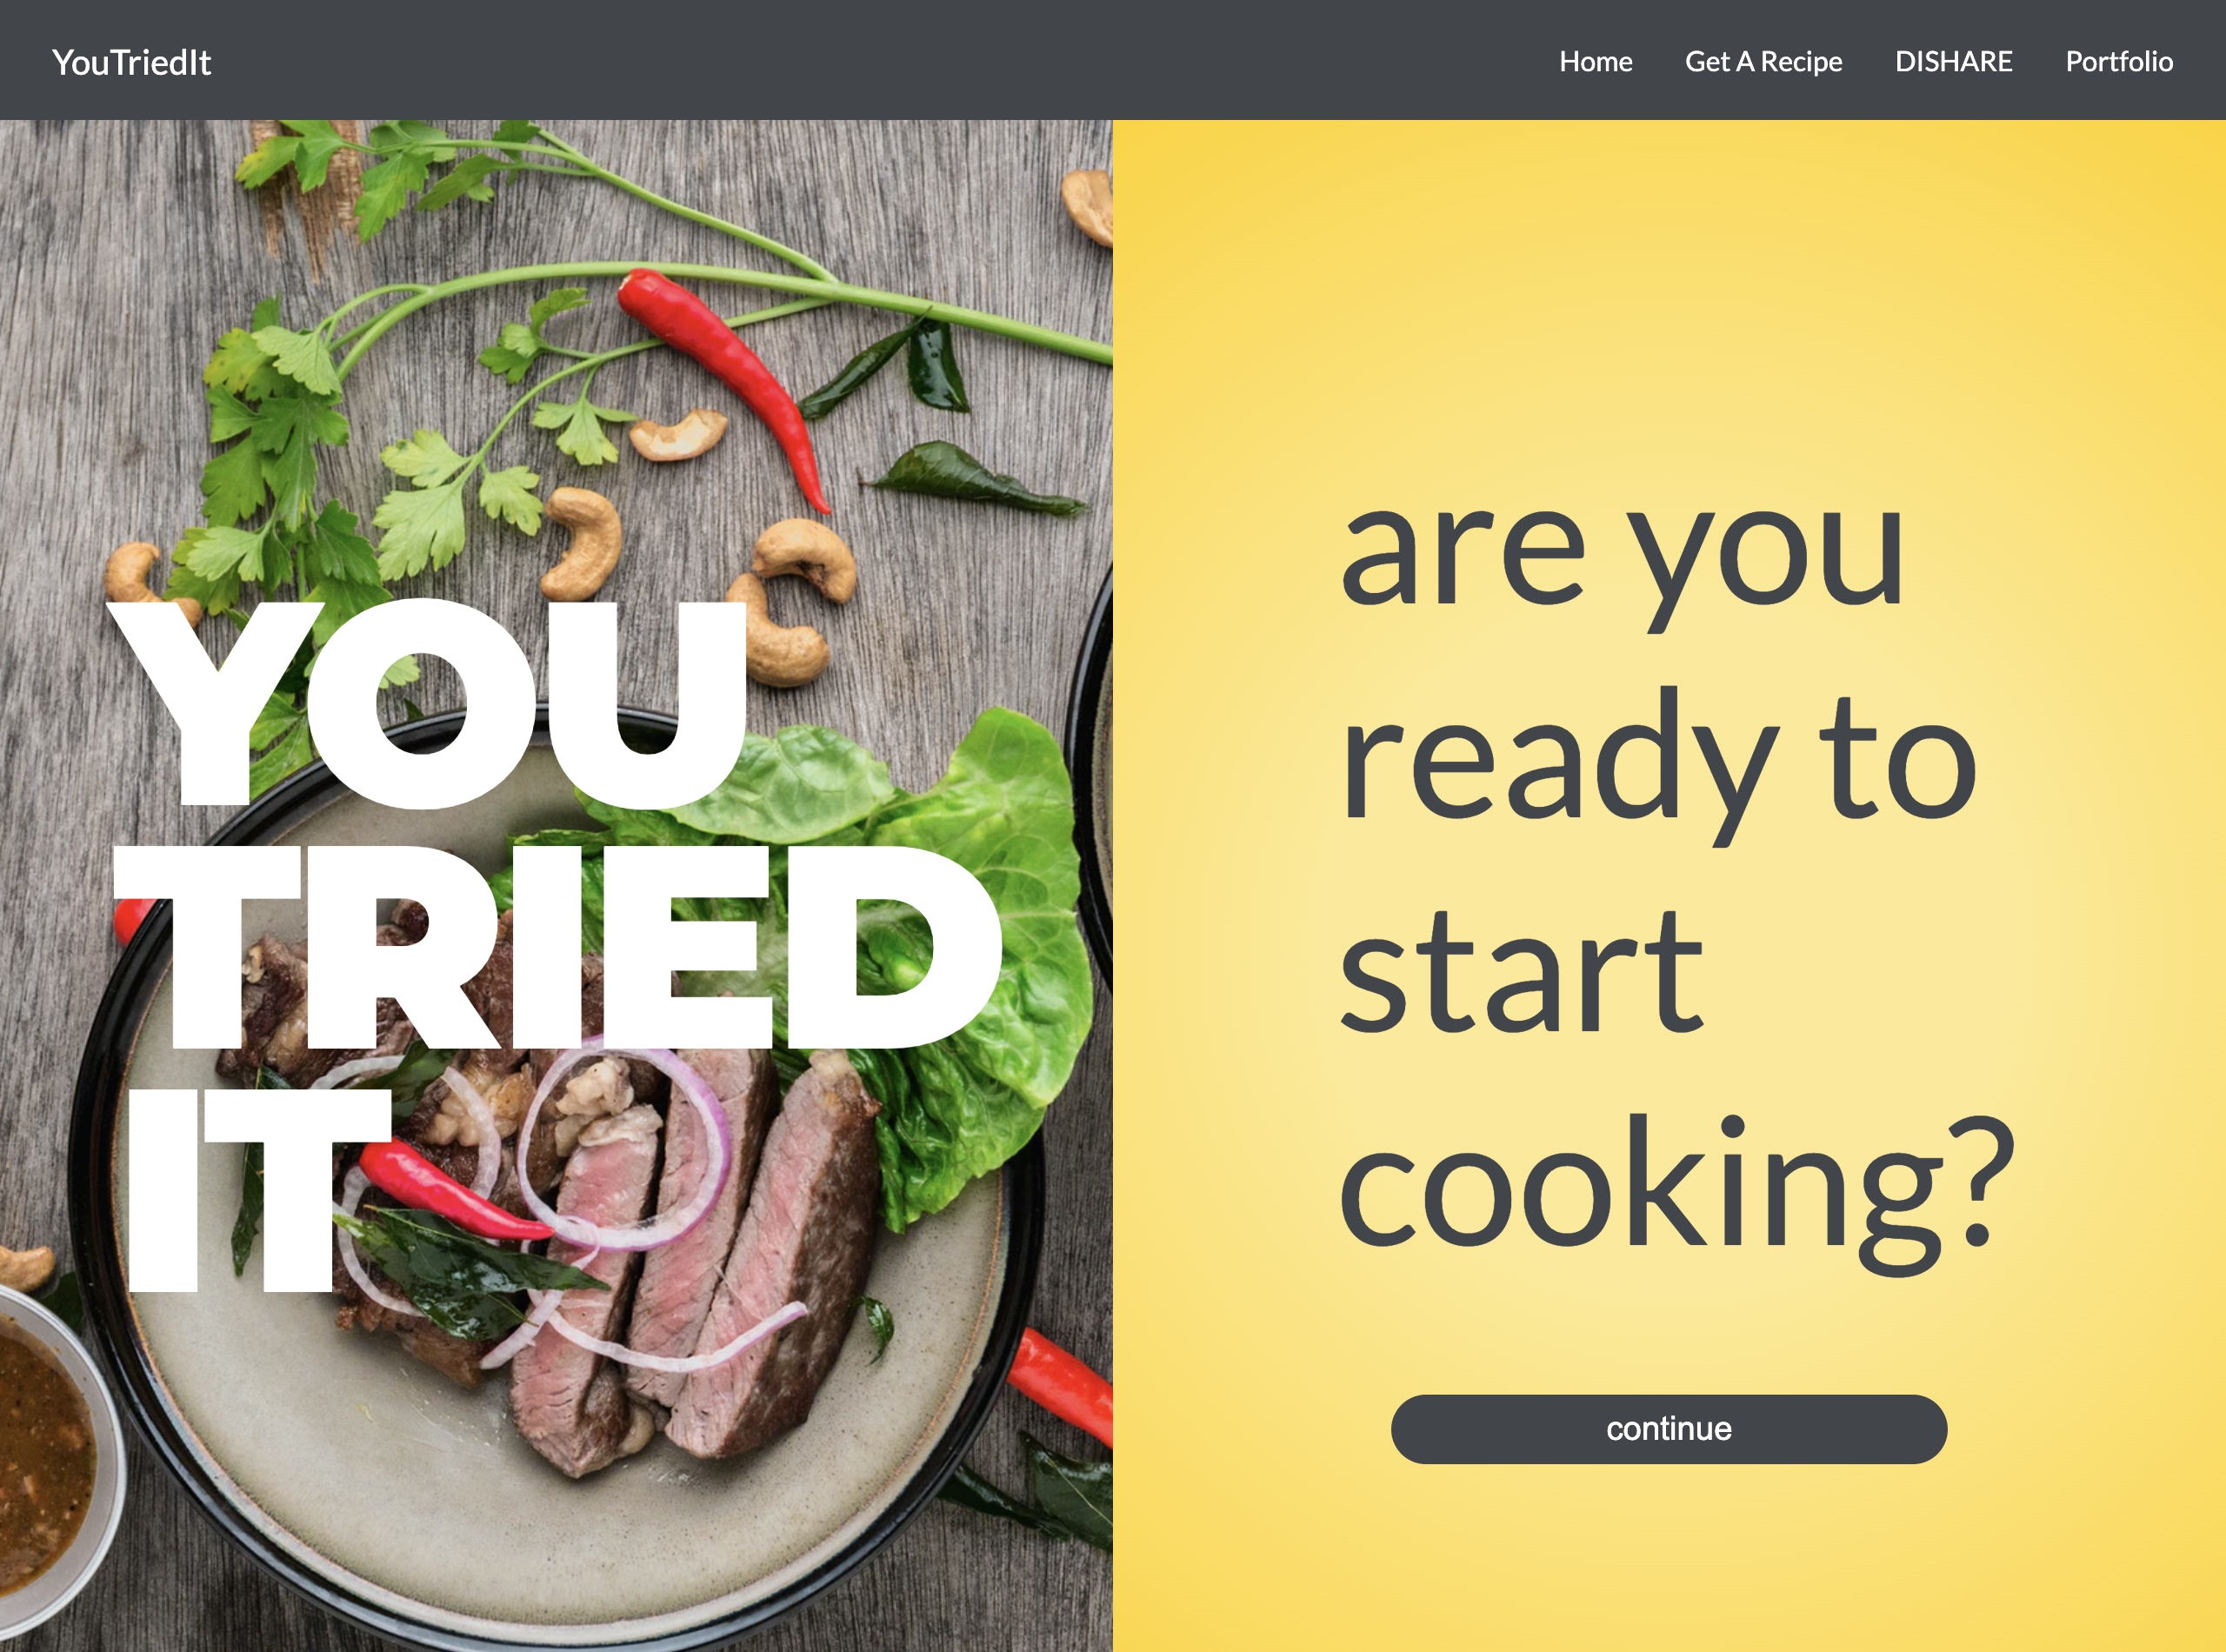 YouTriedIt
Home Get A Recipe DISHARE Portfolio
YOU
TRIED
IT
are you
ready to
start
cooking?
continue